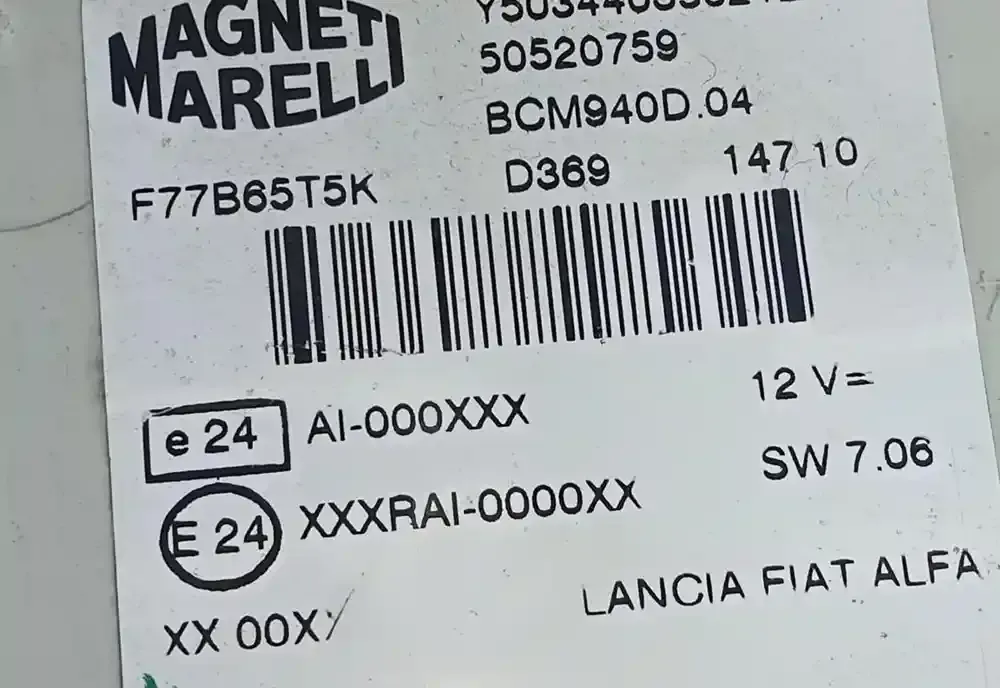 MAGNETI
MARELLI
50520759
BCM940D.04
F77B65T5K D369 147 10
e 24 AI-000XXX 12 V=
SW 7.06
E 24 XXXRAI-0000XX
LANCIA FIAT ALFA
XX 00X